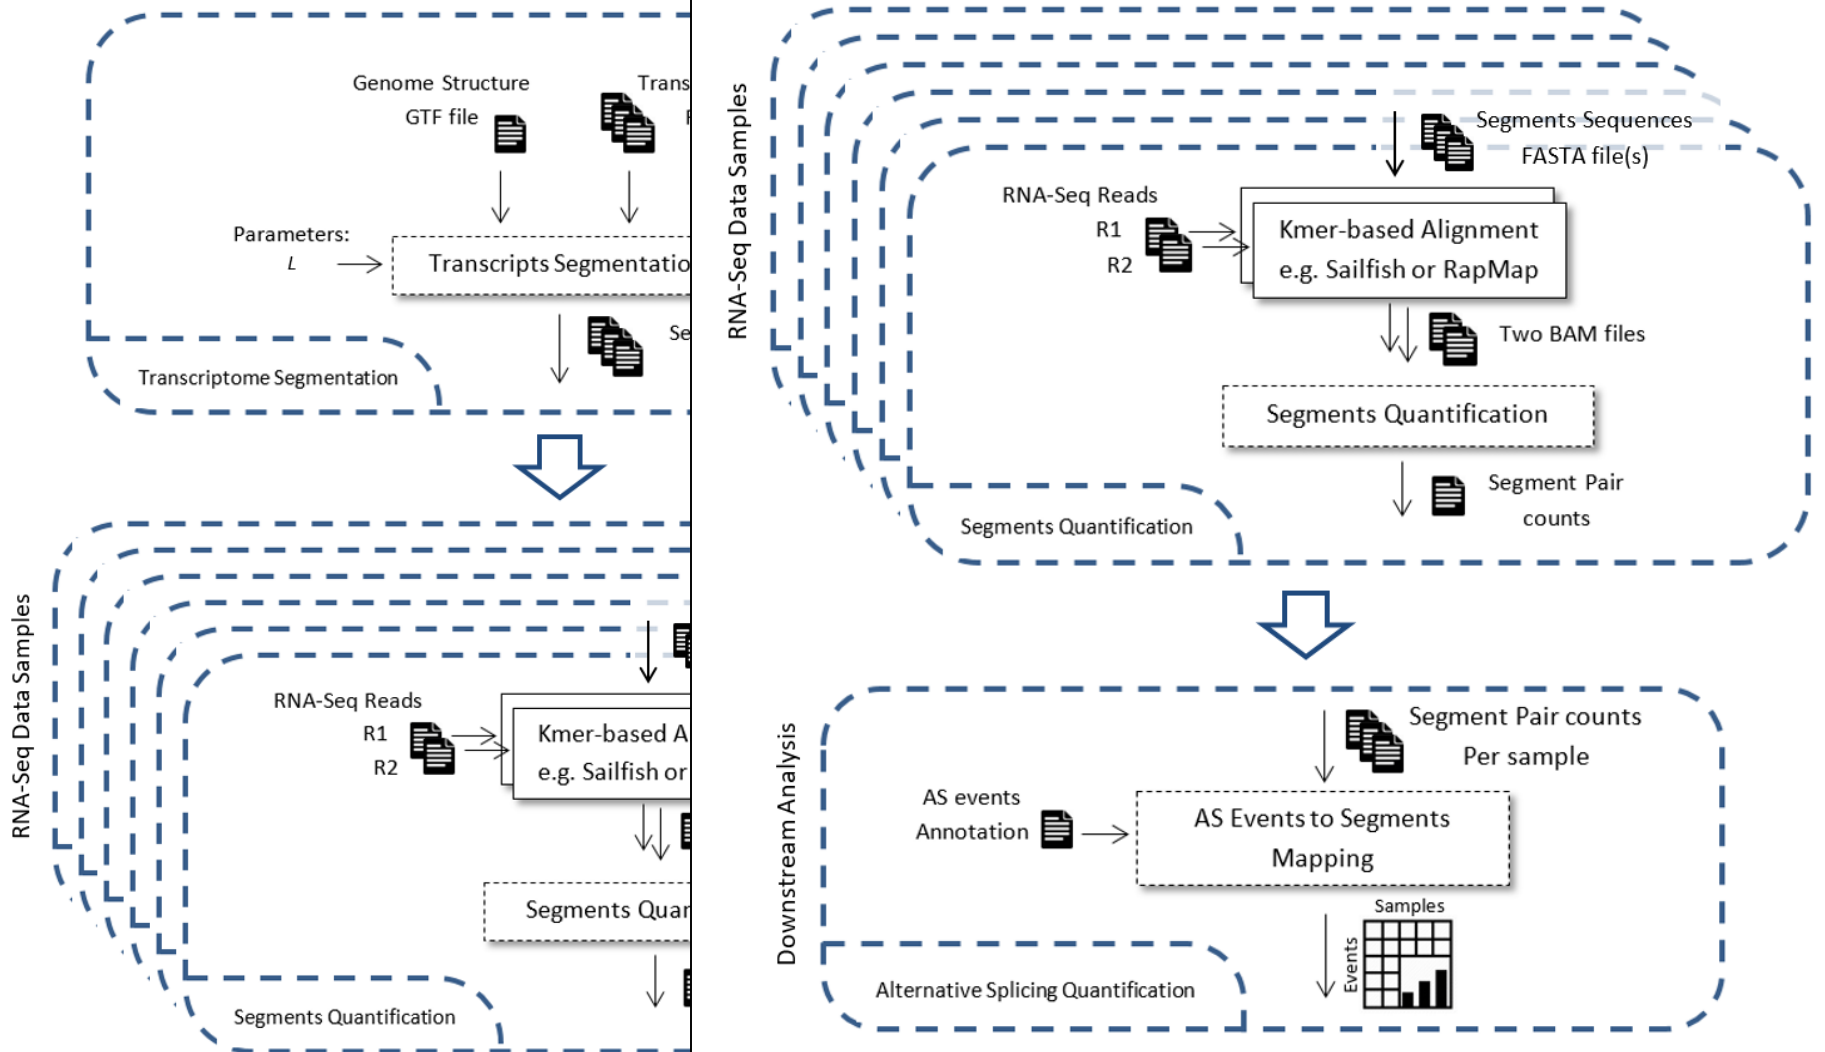 Genome Structure
GTF file
Trans
Parameters:
L
Transcripts Segmentatio
Se
Transcriptome Segmentation
RNA-Seq Data Samples
RNA-Seq Reads
R1
R2
Kmer-based A
e.g. Sailfish or
Segments Quar
Segments Quantification
RNA-Seq Data Samples
Segments Sequences
FASTA file(s)
RNA-Seq Reads
R1
R2
Kmer-based Alignment
e.g. Sailfish or RapMap
Two BAM files
Segments Quantification
Segment Pair
counts
Segments Quantification
Downstream Analysis
Segment Pair counts
Per sample
AS events
Annotation
AS Events to Segments
Mapping
Samples
Events
Alternative Splicing Quantification